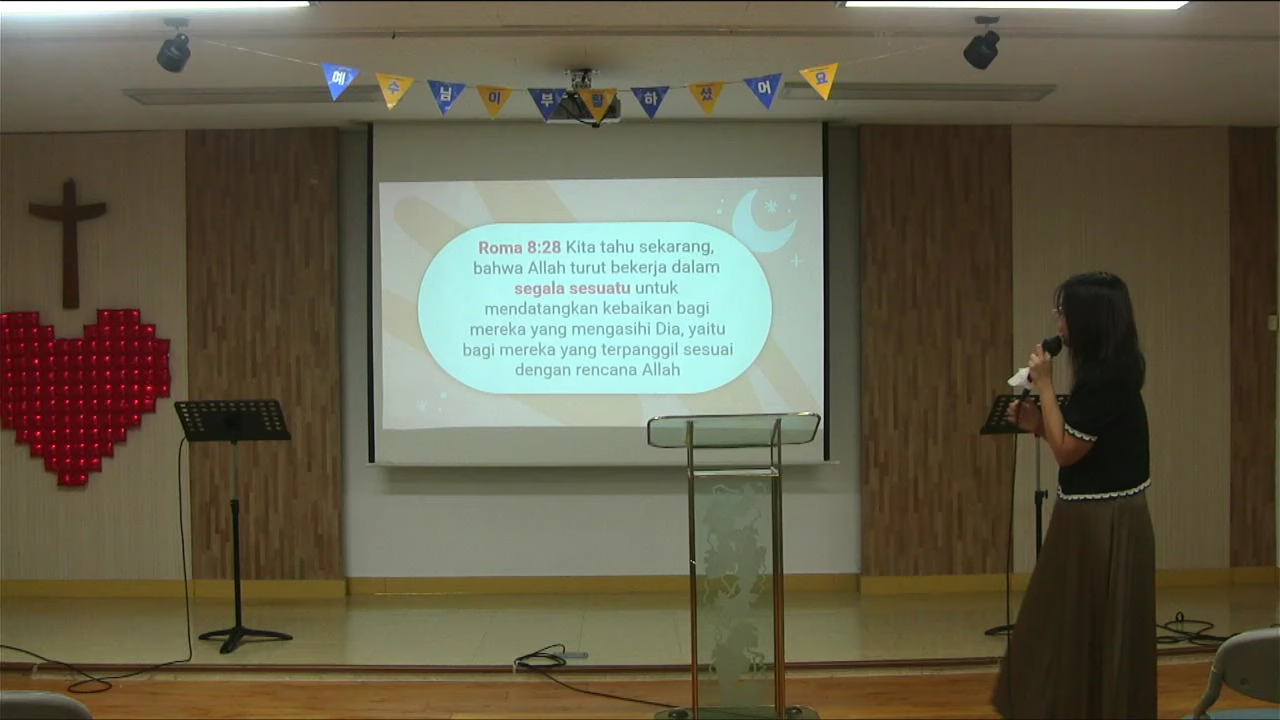 예수님이 부활하셨어요
Roma 8:28 Kita tahu sekarang,
bahwa Allah turut bekerja dalam
segala sesuatu untuk
mendatangkan kebaikan bagi
mereka yang mengasihi Dia, yaitu
bagi mereka yang terpanggil sesuai
dengan rencana Allah